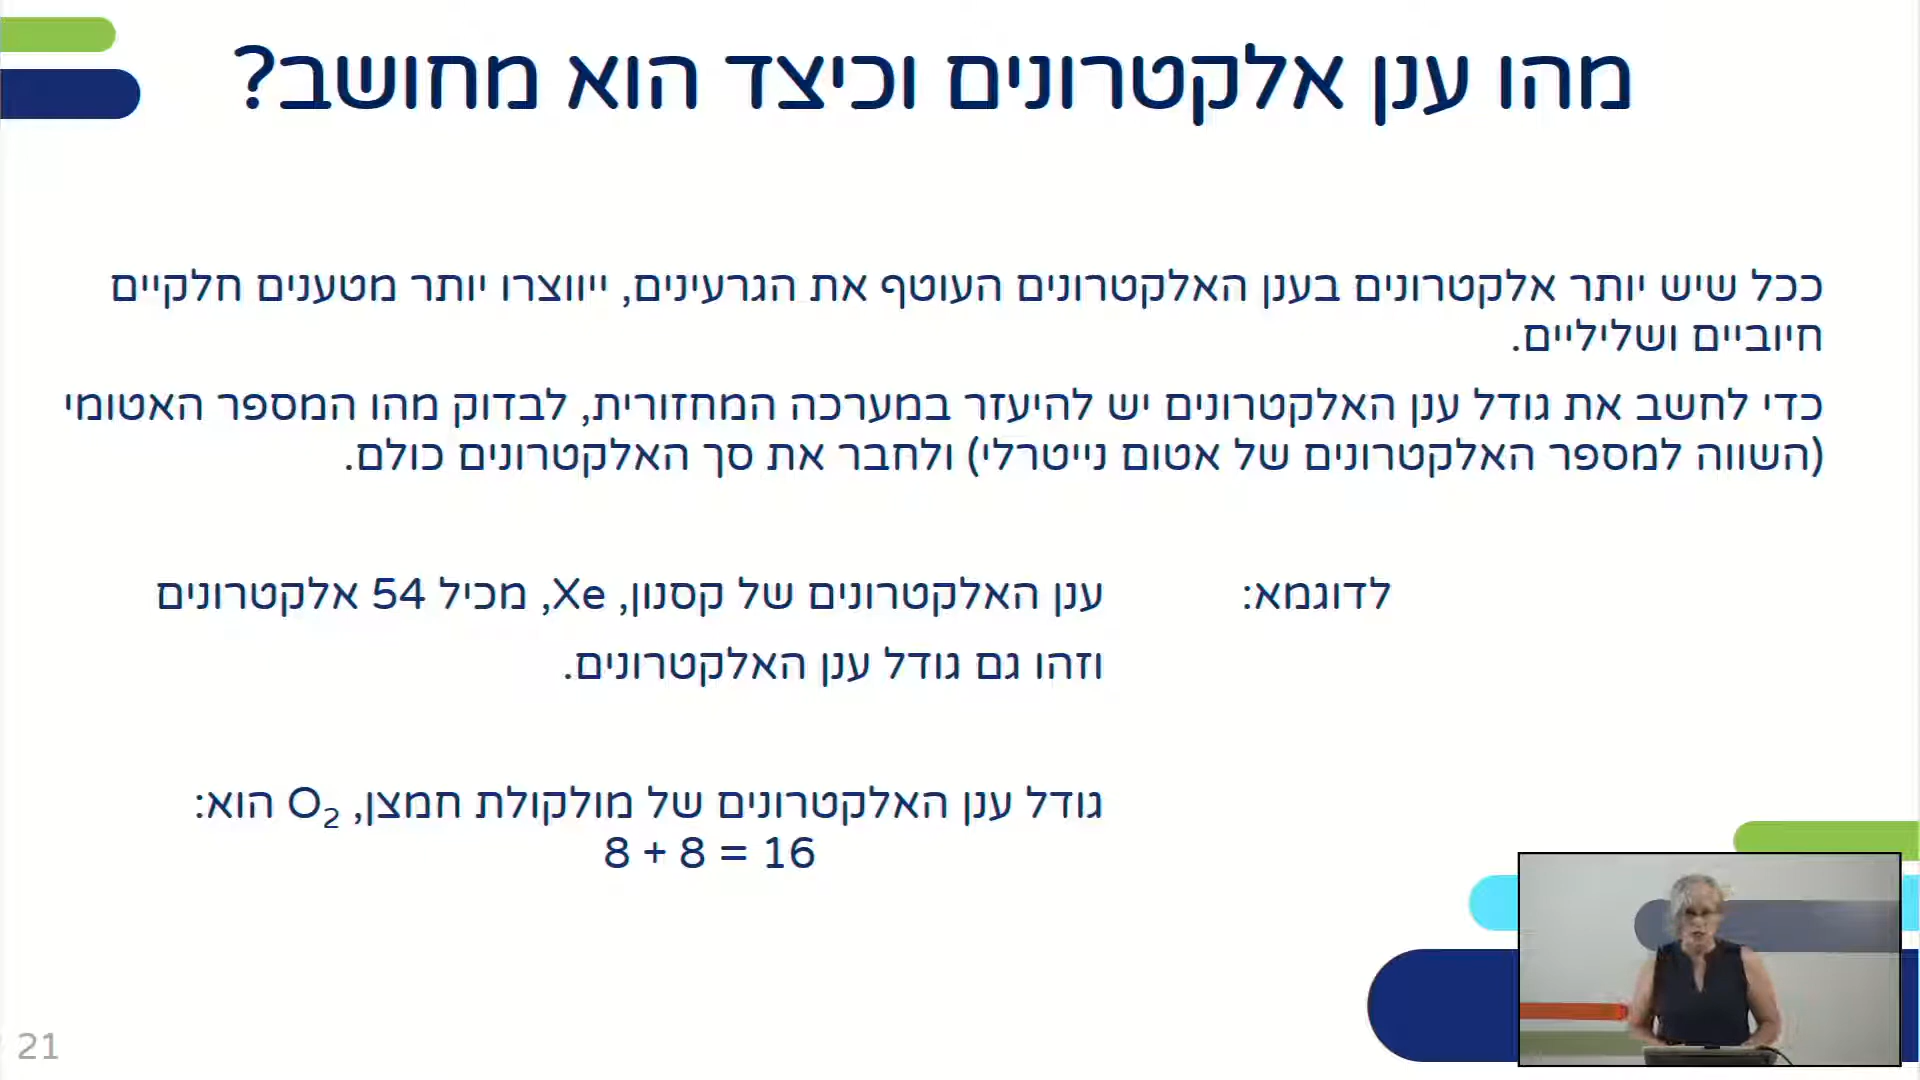 מהו ענן אלקטרונים וכיצד הוא מחושב?
ככל שיש יותר אלקטרונים בענן האלקטרונים העוטף את הגרעינים, ייווצרו יותר מטענים חלקיים
חיוביים ושליליים.
כדי לחשב את גודל ענן האלקטרונים יש להיעזר במערכה המחזורית, לבדוק מהו המספר האטומי
(השווה למספר האלקטרונים של אטום נייטרלי) ולחבר את סך האלקטרונים כולם.
לדוגמא: ענן האלקטרונים של קסנון, Xe, מכיל 54 אלקטרונים
וזהו גם גודל ענן האלקטרונים.
גודל ענן האלקטרונים של מולקולת חמצן, O₂ הוא:
8 + 8 = 16
21